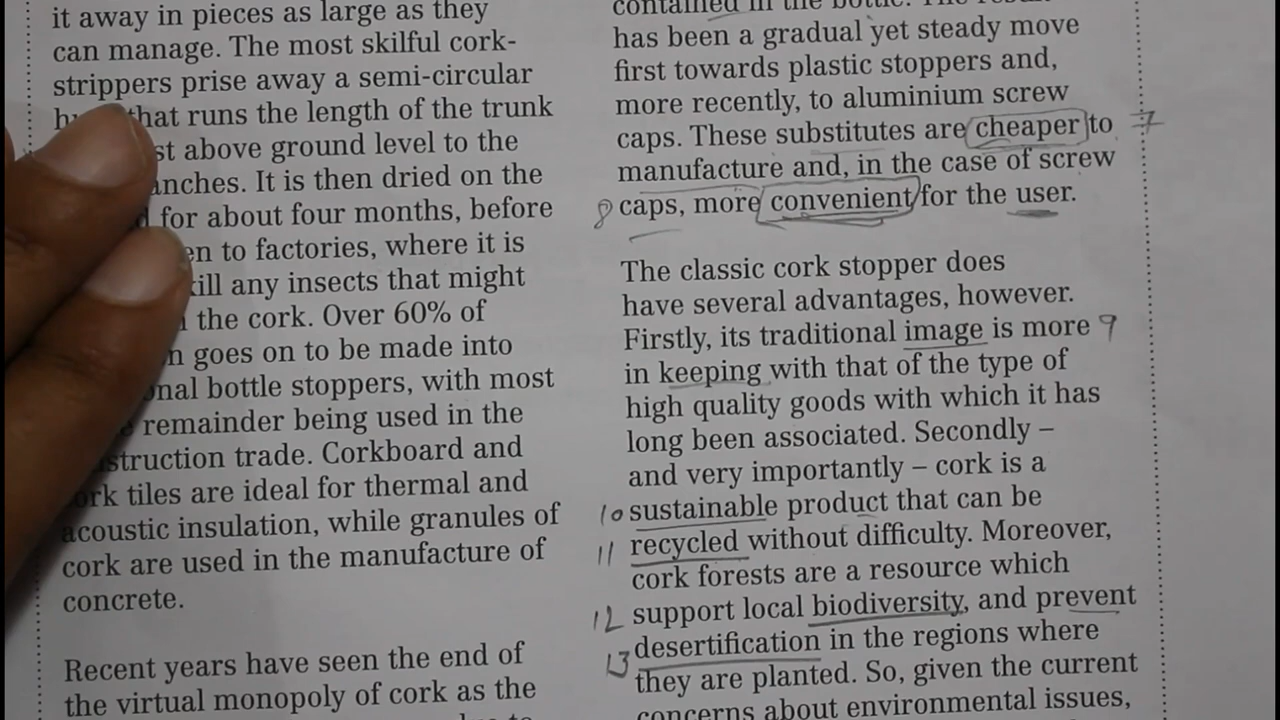 it away in pieces as large as they
can manage. The most skilful cork-
strippers prise away a semi-circular
that runs the length of the trunk
above ground level to the
It is then dried on the
for about four months, before
to factories, where it is
kill any insects that might
the cork. Over 60% of
goes on to be made into
bottle stoppers, with most
remainder being used in the
trade. Corkboard and
tiles are ideal for thermal and
acoustic insulation, while granules of
cork are used in the manufacture of
concrete.
Recent years have seen the end of
the virtual monopoly of cork as the
contained in the bottle. The
has been a gradual yet steady move
first towards plastic stoppers and,
more recently, to aluminium screw
caps. These substitutes are cheaper to 7
manufacture and, in the case of screw
8 caps, more convenient for the user.
The classic cork stopper does
have several advantages, however.
Firstly, its traditional image is more 9
in keeping with that of the type of
high quality goods with which it has
long been associated. Secondly –
and very importantly – cork is a
10 sustainable product that can be
11 recycled without difficulty. Moreover,
cork forests are a resource which
12 support local biodiversity, and prevent
13 desertification in the regions where
they are planted. So, given the current
concerns about environmental issues,